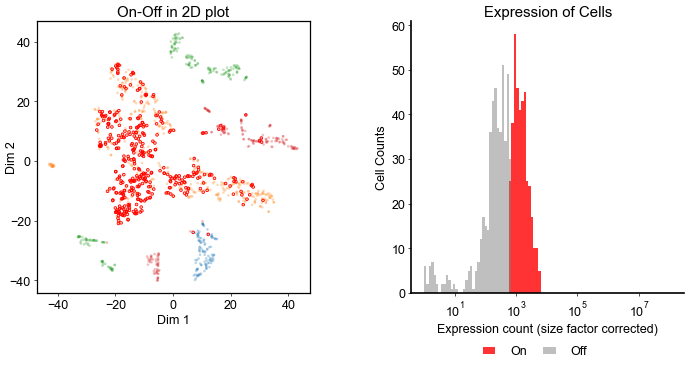 On-Off in 2D plot
Dim 2
40
20
0
−20
−40
−40 −20 0 20 40
Dim 1
Expression of Cells
Cell Counts
60
50
40
30
20
10
0
10^1 10^3 10^5 10^7
Expression count (size factor corrected)
On Off